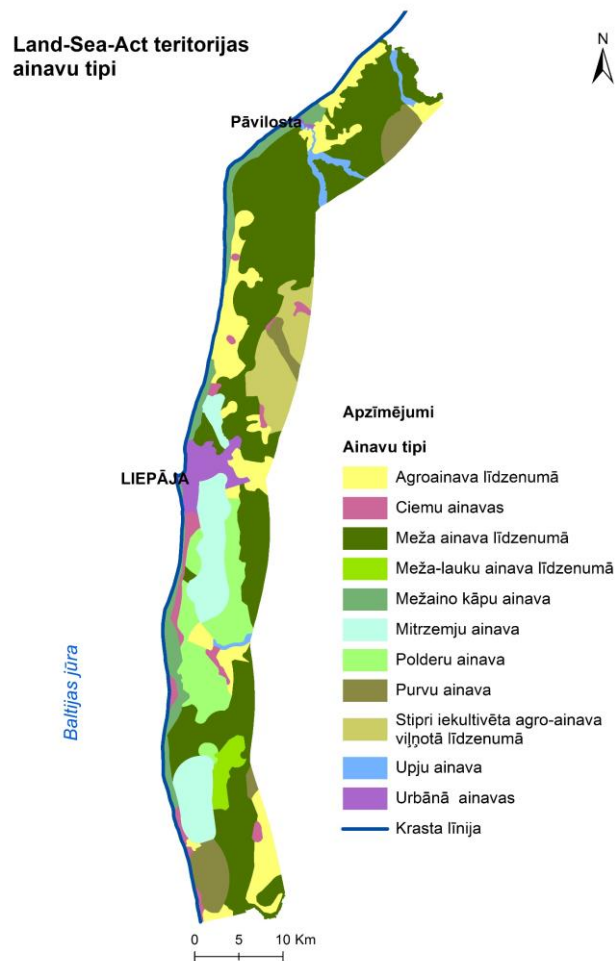 Land-Sea-Act teritorijas
ainavu tipi
N
Pāvilosta
LIEPĀJA
Baltijas jūra
Apzīmējumi
Ainavu tipi
Agroainava līdzenumā
Ciemu ainavas
Meža ainava līdzenumā
Meža-lauku ainava līdzenumā
Mežaino kāpu ainava
Mitrzemju ainava
Polderu ainava
Purvu ainava
Stipri iekultivēta agro-ainava
viļņotā līdzenumā
Upju ainava
Urbānā ainavas
Krasta līnija
0 5 10 Km